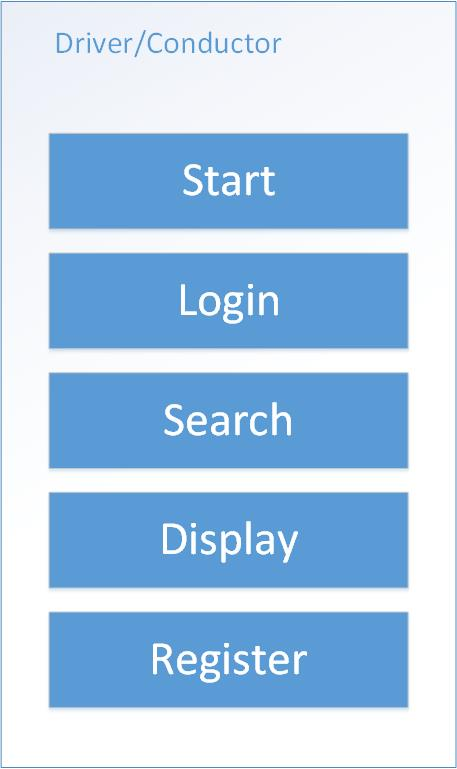 Driver/Conductor
Start
Login
Search
Display
Register